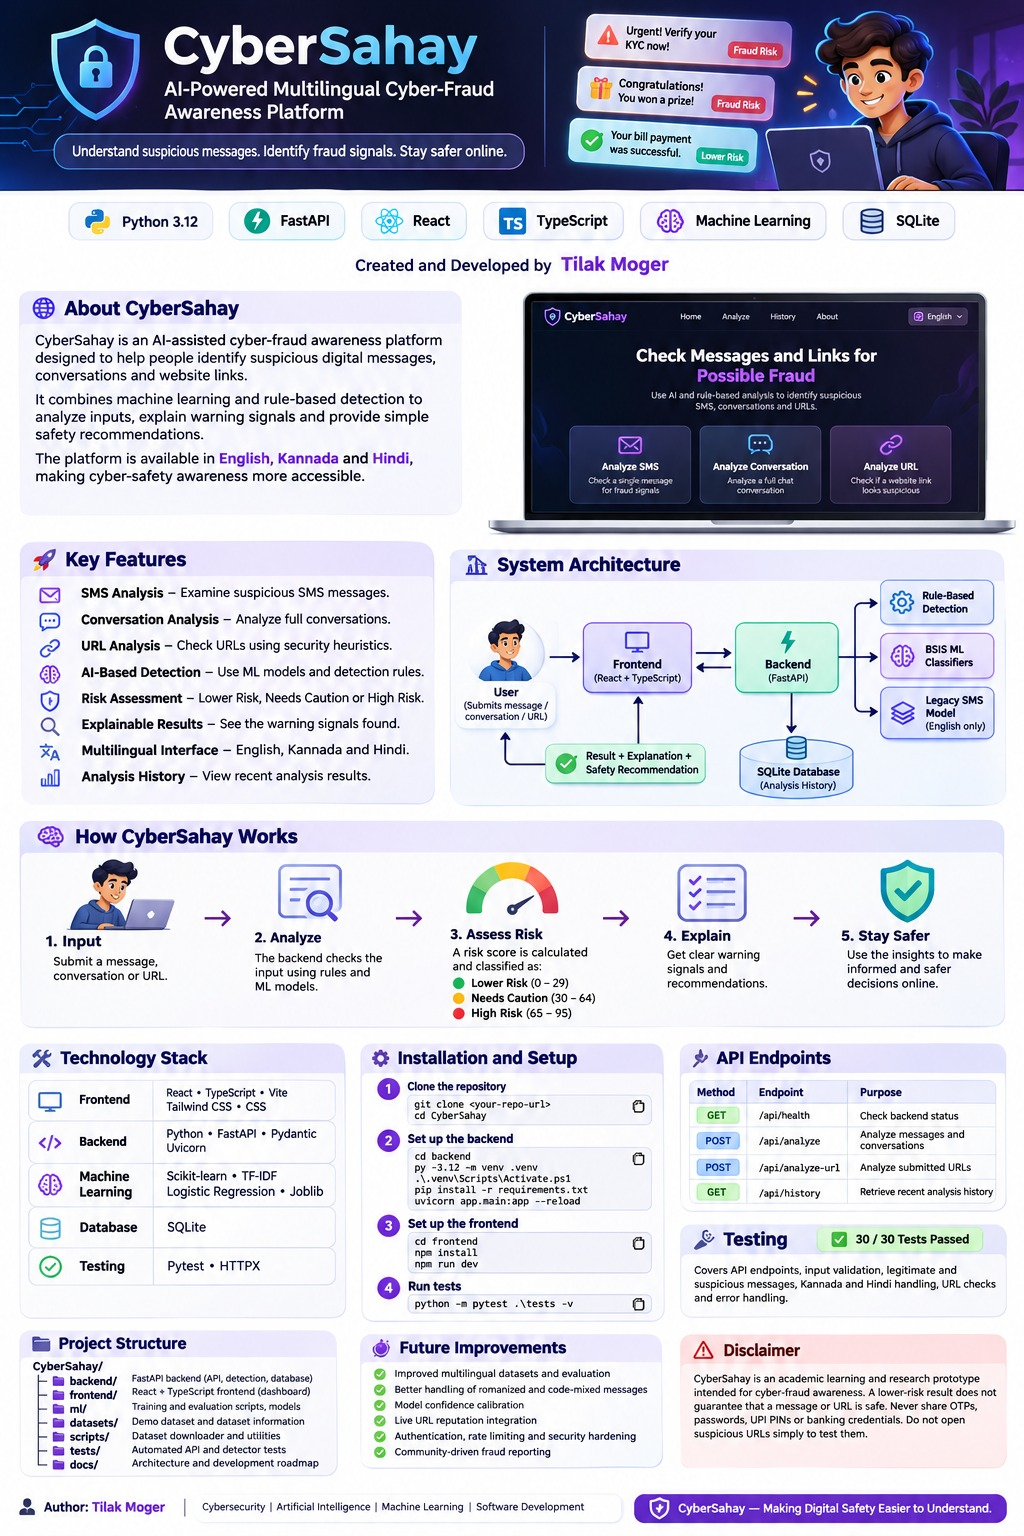 CyberSahay
AI-Powered Multilingual Cyber-Fraud
Awareness Platform
Understand suspicious messages. Identify fraud signals. Stay safer online.
Urgent! Verify your
KYC now!
Fraud Risk
Congratulations!
You won a prize!
Fraud Risk
Your bill payment
was successful.
Lower Risk
Python 3.12
FastAPI
React
TS TypeScript
Machine Learning
SQLite
Created and Developed by Tilak Moger
About CyberSahay
CyberSahay is an AI-assisted cyber-fraud awareness platform
designed to help people identify suspicious digital messages,
conversations and website links.
It combines machine learning and rule-based detection to
analyze inputs, explain warning signals and provide simple
safety recommendations.
The platform is available in English, Kannada and Hindi,
making cyber-safety awareness more accessible.
CyberSahay
Home Analyze History About
English
Check Messages and Links for
Possible Fraud
Use AI and rule-based analysis to identify suspicious
SMS, conversations and URLs.
Analyze SMS
Check a single message
for fraud signals
Analyze Conversation
Analyze a full chat
conversation
Analyze URL
Check if a website link
looks suspicious
Key Features
SMS Analysis – Examine suspicious SMS messages.
Conversation Analysis – Analyze full conversations.
URL Analysis – Check URLs using security heuristics.
AI-Based Detection – Use ML models and detection rules.
Risk Assessment – Lower Risk, Needs Caution or High Risk.
Explainable Results – See the warning signals found.
Multilingual Interface – English, Kannada and Hindi.
Analysis History – View recent analysis results.
System Architecture
User
(Submits message /
conversation / URL)
Frontend
(React + TypeScript)
Backend
(FastAPI)
Rule-Based
Detection
BSIS ML
Classifiers
Legacy SMS
Model
(English only)
Result + Explanation +
Safety Recommendation
SQLite Database
(Analysis History)
How CyberSahay Works
1. Input
Submit a message,
conversation or URL.
2. Analyze
The backend checks the
input using rules and
ML models.
3. Assess Risk
A risk score is calculated
and classified as:
Lower Risk (0 – 29)
Needs Caution (30 – 64)
High Risk (65 – 95)
4. Explain
Get clear warning
signals and
recommendations.
5. Stay Safer
Use the insights to make
informed and safer
decisions online.
Technology Stack
Frontend
React • TypeScript • Vite
Tailwind CSS • CSS
Backend
Python • FastAPI • Pydantic
Uvicorn
Machine
Learning
Scikit-learn • TF-IDF
Logistic Regression • Joblib
Database
SQLite
Testing
Pytest • HTTPX
Installation and Setup
1 Clone the repository
git clone <your-repo-url>
cd CyberSahay
2 Set up the backend
cd backend
py -3.12 -m venv .venv
.\.venv\Scripts\Activate.ps1
pip install -r requirements.txt
uvicorn app.main:app --reload
3 Set up the frontend
cd frontend
npm install
npm run dev
4 Run tests
python -m pytest .\tests -v
API Endpoints
Method Endpoint Purpose
GET /api/health Check backend status
POST /api/analyze Analyze messages and
conversations
POST /api/analyze-url Analyze submitted URLs
GET /api/history Retrieve recent analysis history
Testing
30 / 30 Tests Passed
Covers API endpoints, input validation, legitimate and
suspicious messages, Kannada and Hindi handling, URL checks
and error handling.
Project Structure
CyberSahay/
backend/ FastAPI backend (API, detection, database)
frontend/ React + TypeScript frontend (dashboard)
ml/ Training and evaluation scripts, models
datasets/ Demo dataset and dataset information
scripts/ Dataset downloader and utilities
tests/ Automated API and detector tests
docs/ Architecture and development roadmap
Future Improvements
Improved multilingual datasets and evaluation
Better handling of romanized and code-mixed messages
Model confidence calibration
Live URL reputation integration
Authentication, rate limiting and security hardening
Community-driven fraud reporting
Disclaimer
CyberSahay is an academic learning and research prototype
intended for cyber-fraud awareness. A lower-risk result does not
guarantee that a message or URL is safe. Never share OTPs,
passwords, UPI PINs or banking credentials. Do not open
suspicious URLs simply to test them.
Author: Tilak Moger
Cybersecurity | Artificial Intelligence | Machine Learning | Software Development
CyberSahay — Making Digital Safety Easier to Understand.